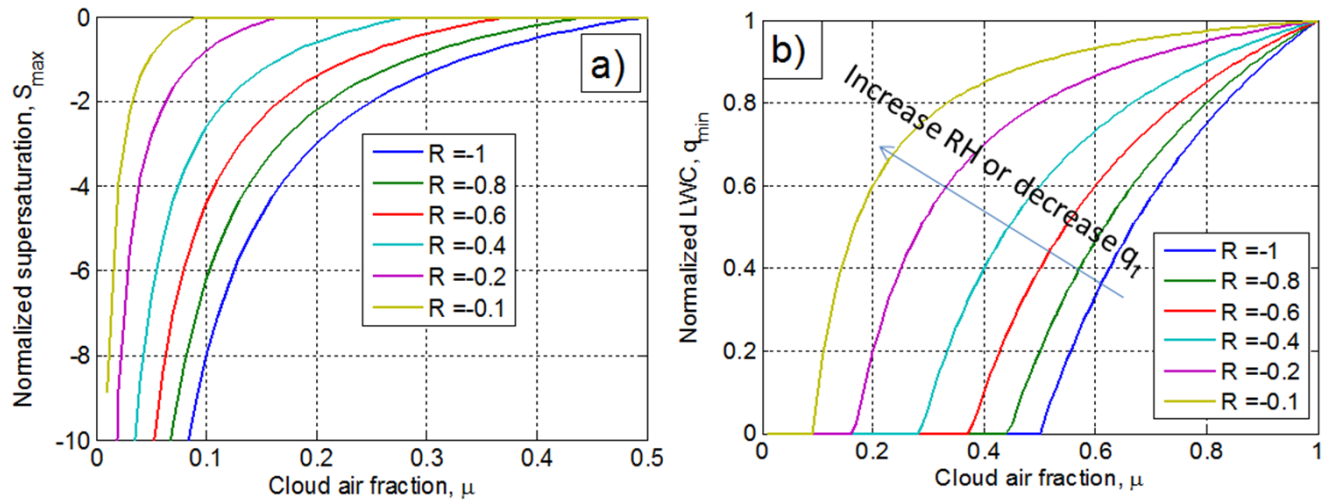 Normalized supersaturation, S_max
0
-2
-4
-6
-8
-10
a)
R =-1
R =-0.8
R =-0.6
R =-0.4
R =-0.2
R =-0.1
0
0.1
0.2
0.3
0.4
0.5
Cloud air fraction, μ
Normalized LWC, q_min
1
0.8
0.6
0.4
0.2
0
b)
Increase RH or decrease q_t
R =-1
R =-0.8
R =-0.6
R =-0.4
R =-0.2
R =-0.1
0
0.2
0.4
0.6
0.8
1
Cloud air fraction, μ